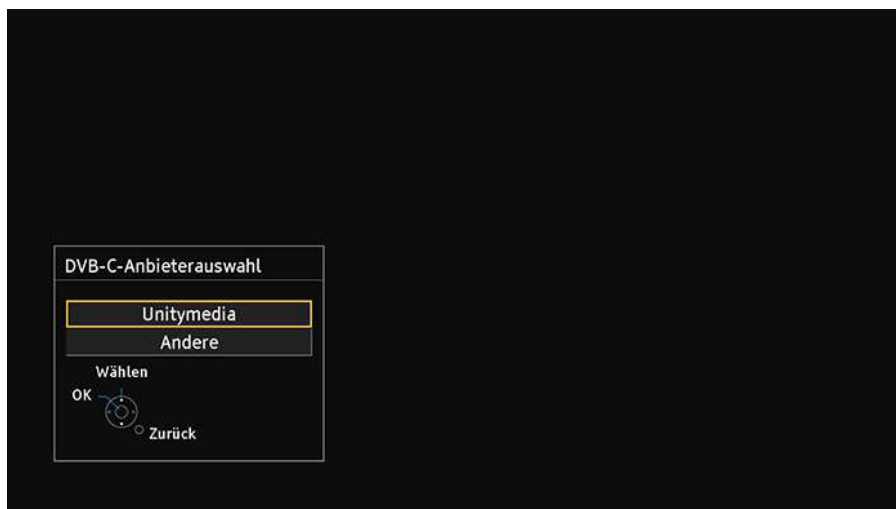 DVB-C-Anbieterauswahl
Unitymedia
Andere
Wählen
OK
Zurück